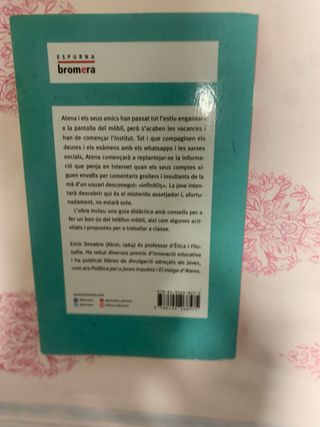 ESPURNA
bromera
Atena i els seus amics han passat tot l'estiu enganxats
a la pantalla del mòbil, però s'acaben les vacances i
han de començar l'institut. Tot i que compaginen els
deures i els exàmens amb els whatsapps i les xarxes
socials, Atena començarà a replantejar-se la informa-
ció que penja en Internet quan els seus comptes si-
guen envaïts per comentaris grollers i insultants de la
mà d'un usuari desconegut: La jove inten-
tarà descobrir qui és el misteriós assetjador i, afortu-
nadament, no estarà sola.
L'obra inclou una guia didàctica amb consells per a
fer un bon ús del telèfon mòbil, així com algunes acti-
vitats i propostes per a treballar a classe.
Enric Senabre (Alcoi, 1964) és professor d'Ètica i Filo-
sofia. Ha rebut diversos premis d'innovació educativa
i ha publicat llibres de divulgació adreçats als joves,
com ara Política per a joves inquiets i El viatge d'Atena.
www.bromera.com